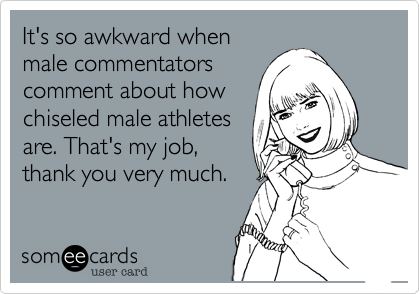 It's so awkward when
male commentators
comment about how
chiseled male athletes
are. That's my job,
thank you very much.
someecards
user card